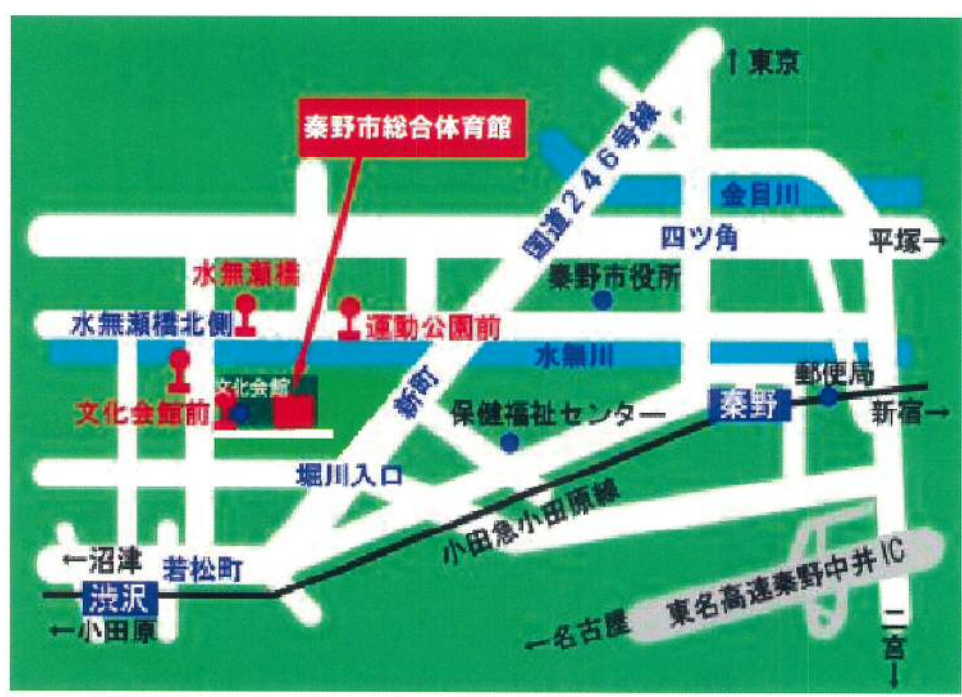 ↑東京
秦野市総合体育館
国道246号線
金目川
四ツ角
平塚→
水無瀬橋
秦野市役所
水無瀬橋北側
運動公園前
水無川
文化会館
郵便局
新町
秦野
文化会館前
保健福祉センター
新宿→
堀川入口
小田急小田原線
←沼津
若松町
渋沢
東名高速秦野中井IC
←小田原
←名古屋
二宮
↓